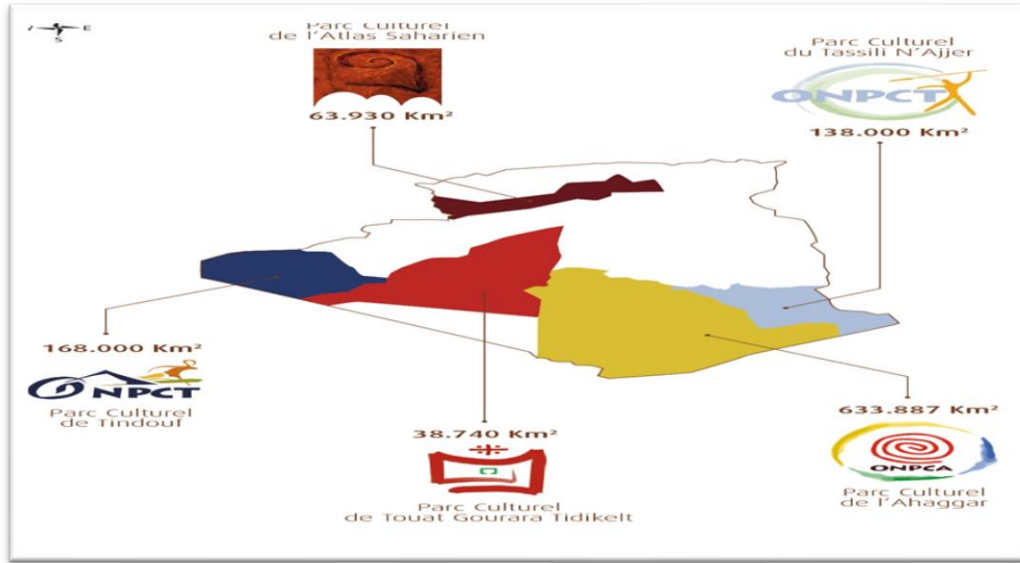 E
S
Parc Culturel
de l'Atlas Saharien
63.930 Km²
Parc Culturel
du Tassili N'Ajjer
ONPCT
138.000 Km²
168.000 Km²
ONPCT
Parc Culturel
de Tindouf
38.740 Km²
Parc Culturel
de Touat Gourara Tidikelt
633.887 Km²
ONPCA
Parc Culturel
de l'Ahaggar